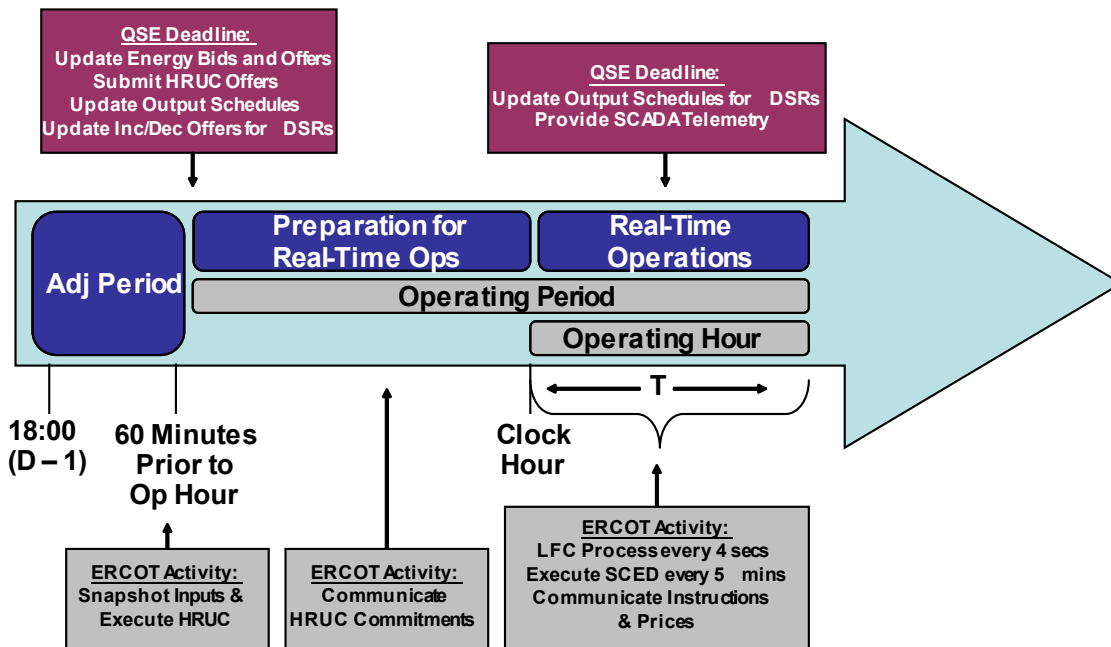 QSE Deadline:
Update Energy Bids and Offers
Submit HRUC Offers
Update Output Schedules
Update Inc/Dec Offers for DSRs
QSE Deadline:
Update Output Schedules for DSRs
Provide SCADA Telemetry
Adj Period
Preparation for
Real-Time Ops
Real-Time
Operations
Operating Period
Operating Hour
T
18:00
(D – 1)
60 Minutes
Prior to
Op Hour
Clock
Hour
ERCOT Activity:
Snapshot Inputs &
Execute HRUC
ERCOT Activity:
Communicate
HRUC Commitments
ERCOT Activity:
LFC Process every 4 secs
Execute SCED every 5 mins
Communicate Instructions
& Prices